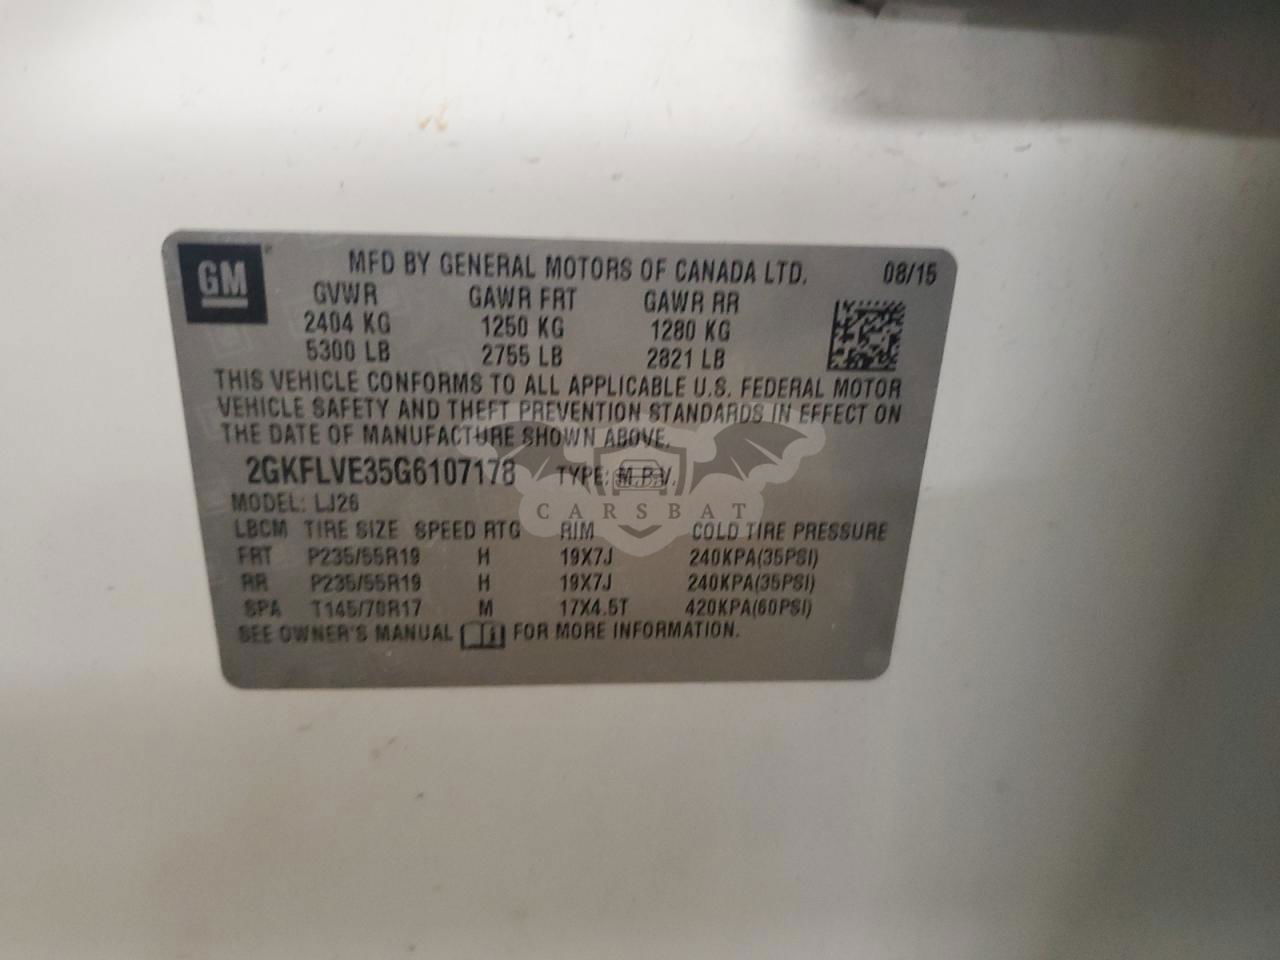 GM
MFD BY GENERAL MOTORS OF CANADA LTD. 08/15
GVWR GAWR FRT GAWR RR
2404 KG 1250 KG 1280 KG
5300 LB 2755 LB 2821 LB
THIS VEHICLE CONFORMS TO ALL APPLICABLE U.S. FEDERAL MOTOR
VEHICLE SAFETY AND THEFT PREVENTION STANDARDS IN EFFECT ON
THE DATE OF MANUFACTURE SHOWN ABOVE.
2GKFLVE35G6107178 TYPE: M.P.V.
MODEL: LJ26
CARSBAT
LBCM TIRE SIZE SPEED RTG RIM COLD TIRE PRESSURE
FRT P235/55R19 H 19X7J 240KPA(35PSI)
RR P235/55R19 H 19X7J 240KPA(35PSI)
SPA T145/70R17 M 17X4.5T 420KPA(60PSI)
SEE OWNER'S MANUAL FOR MORE INFORMATION.